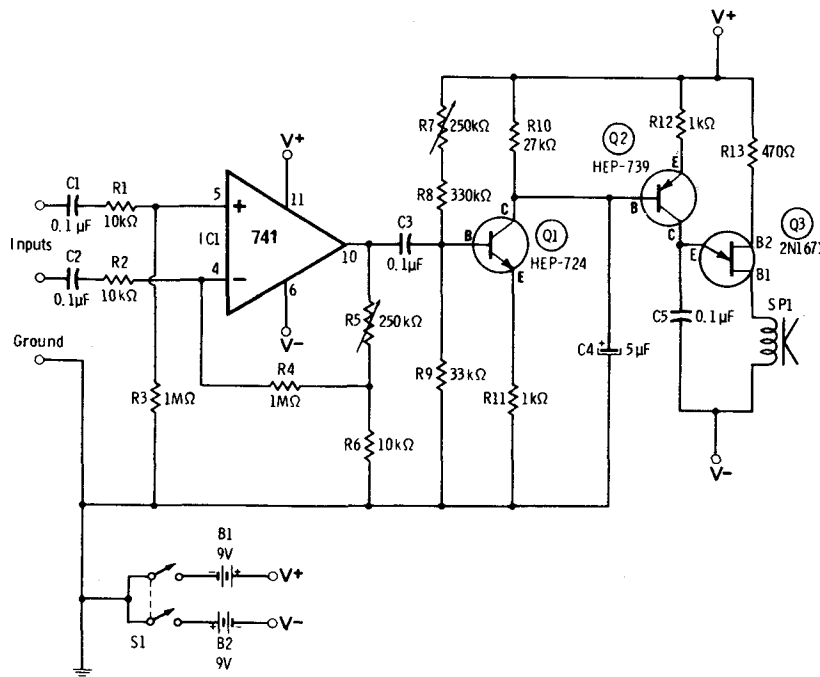 V+
R7 250kΩ
R10
27kΩ
R12 1kΩ
Q2
HEP-739
R13 470Ω
V+
C1
0.1µF
R1
10kΩ
5
+
11
IC1
741
R8 330kΩ
E
B
C
Inputs
C2
0.1µF
R2
10kΩ
4
−
6
10
C3
0.1µF
B
C
E
Q1
HEP-724
E
B2
B1
Q3
2N167
V−
Ground
R5 250kΩ
C4
+
5µF
C5 0.1µF
SP1
R3 1MΩ
R4
1MΩ
R9 33kΩ
R11 1kΩ
R6 10kΩ
V−
B1
9V
− +
V+
S1
+ −
V−
B2
9V